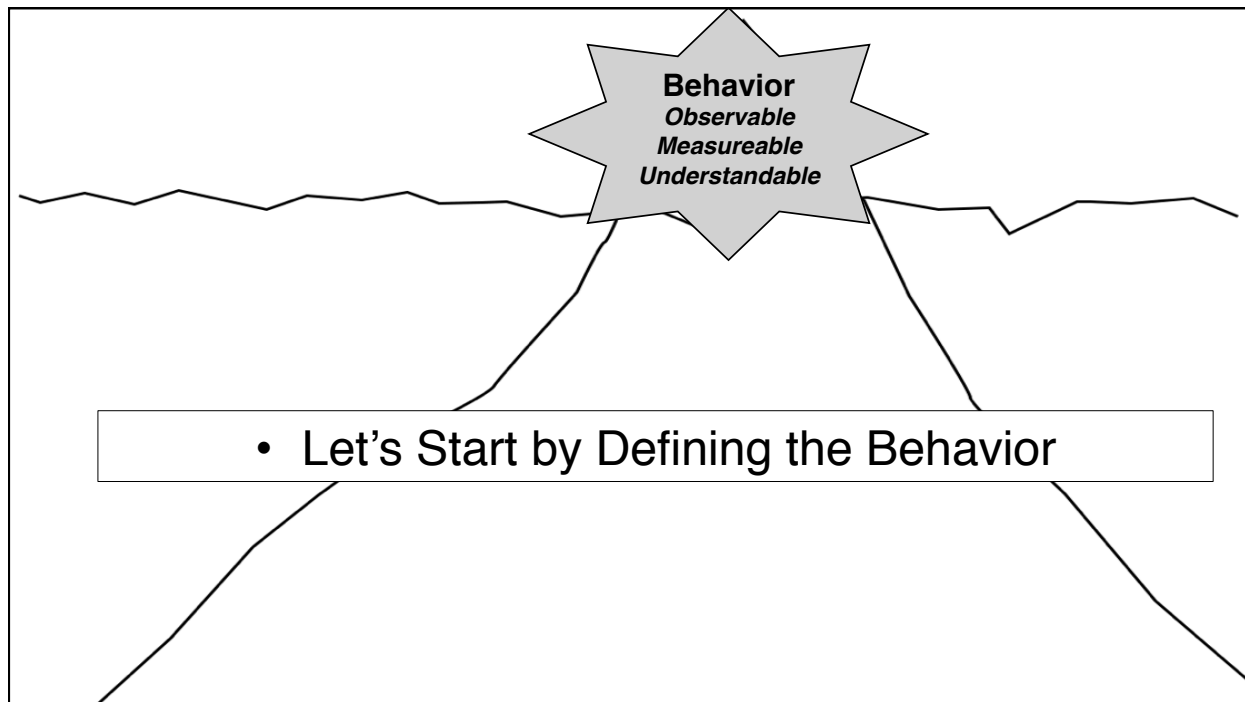 Behavior
Observable
Measureable
Understandable
• Let's Start by Defining the Behavior